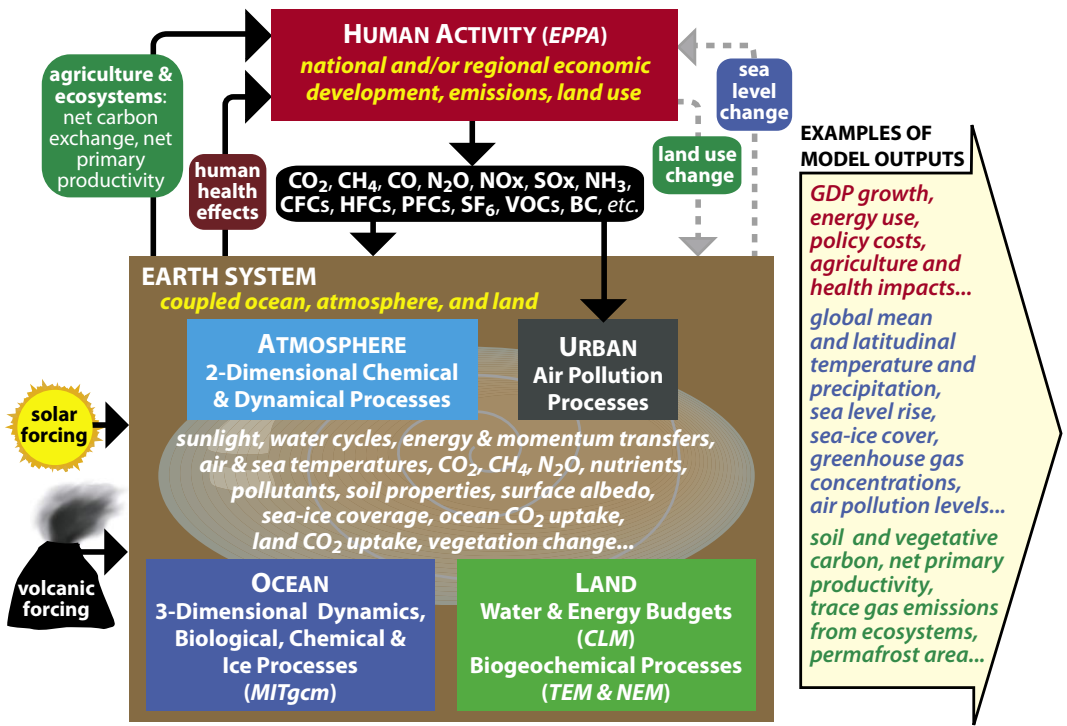 HUMAN ACTIVITY (EPPA)
national and/or regional economic
development, emissions, land use
agriculture &
ecosystems:
net carbon
exchange, net
primary
productivity
human
health
effects
sea
level
change
land use
change
CO₂, CH₄, CO, N₂O, NOx, SOx, NH₃,
CFCs, HFCs, PFCs, SF₆, VOCs, BC, etc.
EARTH SYSTEM
coupled ocean, atmosphere, and land
ATMOSPHERE
2-Dimensional Chemical
& Dynamical Processes
URBAN
Air Pollution
Processes
solar
forcing
volcanic
forcing
sunlight, water cycles, energy & momentum transfers,
air & sea temperatures, CO₂, CH₄, N₂O, nutrients,
pollutants, soil properties, surface albedo,
sea-ice coverage, ocean CO₂ uptake,
land CO₂ uptake, vegetation change...
OCEAN
3-Dimensional Dynamics,
Biological, Chemical &
Ice Processes
(MITgcm)
LAND
Water & Energy Budgets
(CLM)
Biogeochemical Processes
(TEM & NEM)
EXAMPLES OF
MODEL OUTPUTS
GDP growth,
energy use,
policy costs,
agriculture and
health impacts...
global mean
and latitudinal
temperature and
precipitation,
sea level rise,
sea-ice cover,
greenhouse gas
concentrations,
air pollution levels...
soil and vegetative
carbon, net primary
productivity,
trace gas emissions
from ecosystems,
permafrost area...